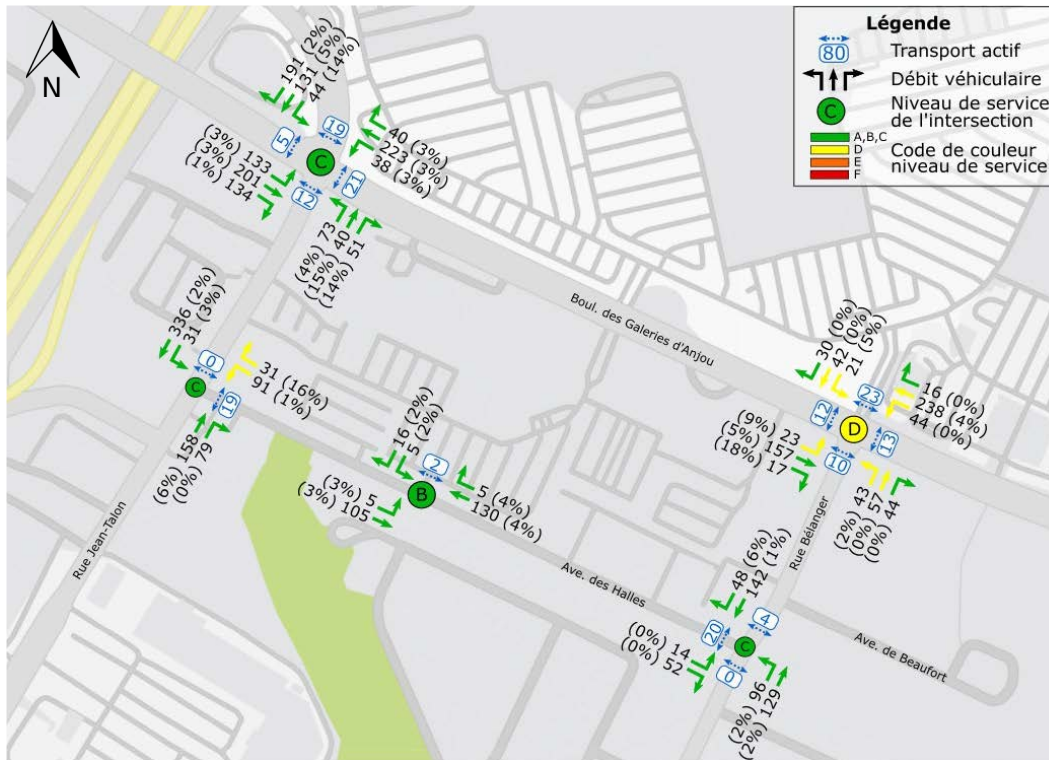 Légende
80
Transport actif
Débit véhiculaire
C
Niveau de service
de l'intersection
A,B,C
D
E
F
Code de couleur
niveau de service
N
191 (2%)
131 (5%)
44 (14%)
5
19
C
12
21
40 (3%)
223 (3%)
38 (3%)
(3%) 133
(3%) 201
(1%) 134
(4%) 73
(15%) 40
(14%) 51
Boul. des Galeries d'Anjou
336 (2%)
31 (3%)
0
C
19
31 (16%)
91 (1%)
(6%) 158
(0%) 79
Rue Jean-Talon
16 (2%)
5 (2%)
2
B
(3%) 5
(3%) 105
5 (4%)
130 (4%)
30 (0%)
42 (0%)
21 (5%)
12
23
D
10
13
16 (0%)
238 (4%)
44 (0%)
(9%) 23
(5%) 157
(18%) 17
(2%) 43
(0%) 57
(0%) 44
Rue Bélanger
Ave. des Halles
48 (6%)
142 (1%)
20
4
C
0
(0%) 14
(0%) 52
(2%) 96
(2%) 129
Ave. de Beaufort